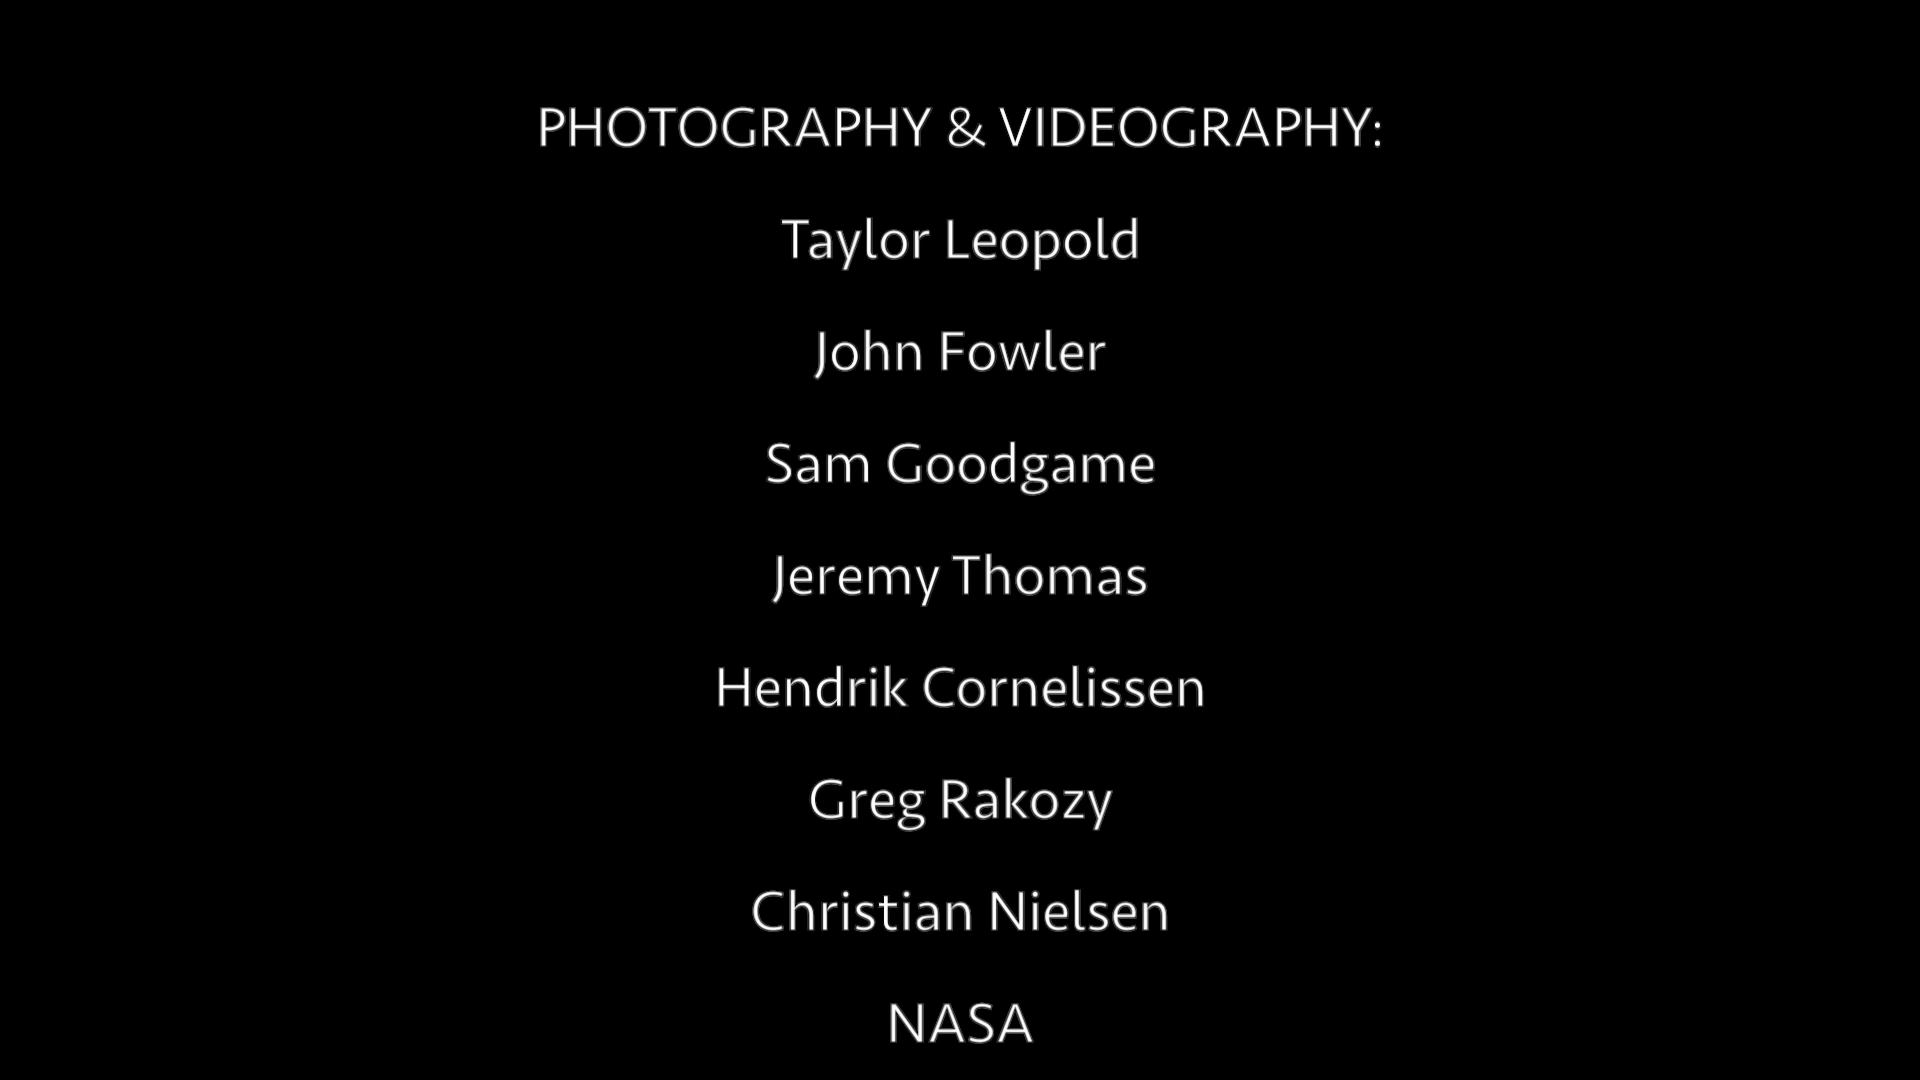 PHOTOGRAPHY & VIDEOGRAPHY:
Taylor Leopold
John Fowler
Sam Goodgame
Jeremy Thomas
Hendrik Cornelissen
Greg Rakozy
Christian Nielsen
NASA